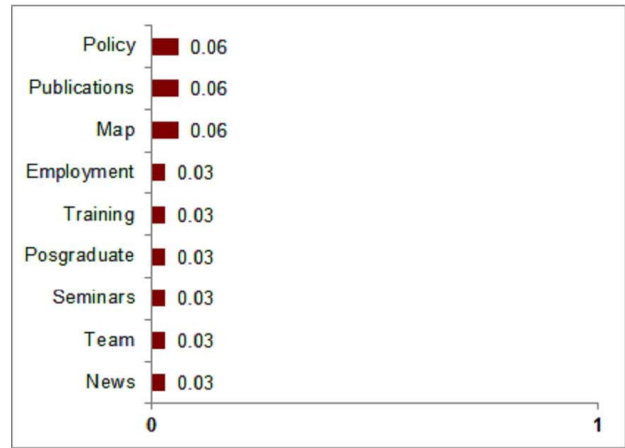 Policy 0.06
Publications 0.06
Map 0.06
Employment 0.03
Training 0.03
Posgraduate 0.03
Seminars 0.03
Team 0.03
News 0.03
0 1